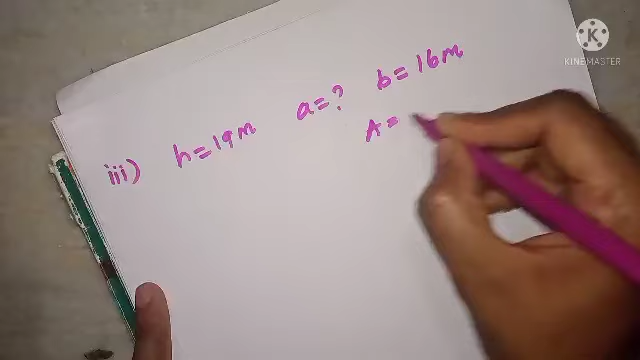 iii) h=19m a=? b=16m
A=
KINEMASTER